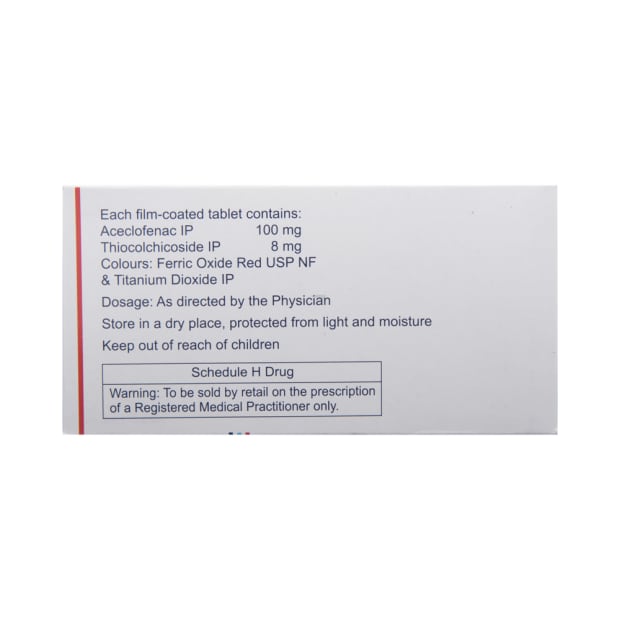 Each film-coated tablet contains:
Aceclofenac IP 100 mg
Thiocolchicoside IP 8 mg
Colours: Ferric Oxide Red USP NF
& Titanium Dioxide IP
Dosage: As directed by the Physician
Store in a dry place, protected from light and moisture
Keep out of reach of children
Schedule H Drug
Warning: To be sold by retail on the prescription
of a Registered Medical Practitioner only.